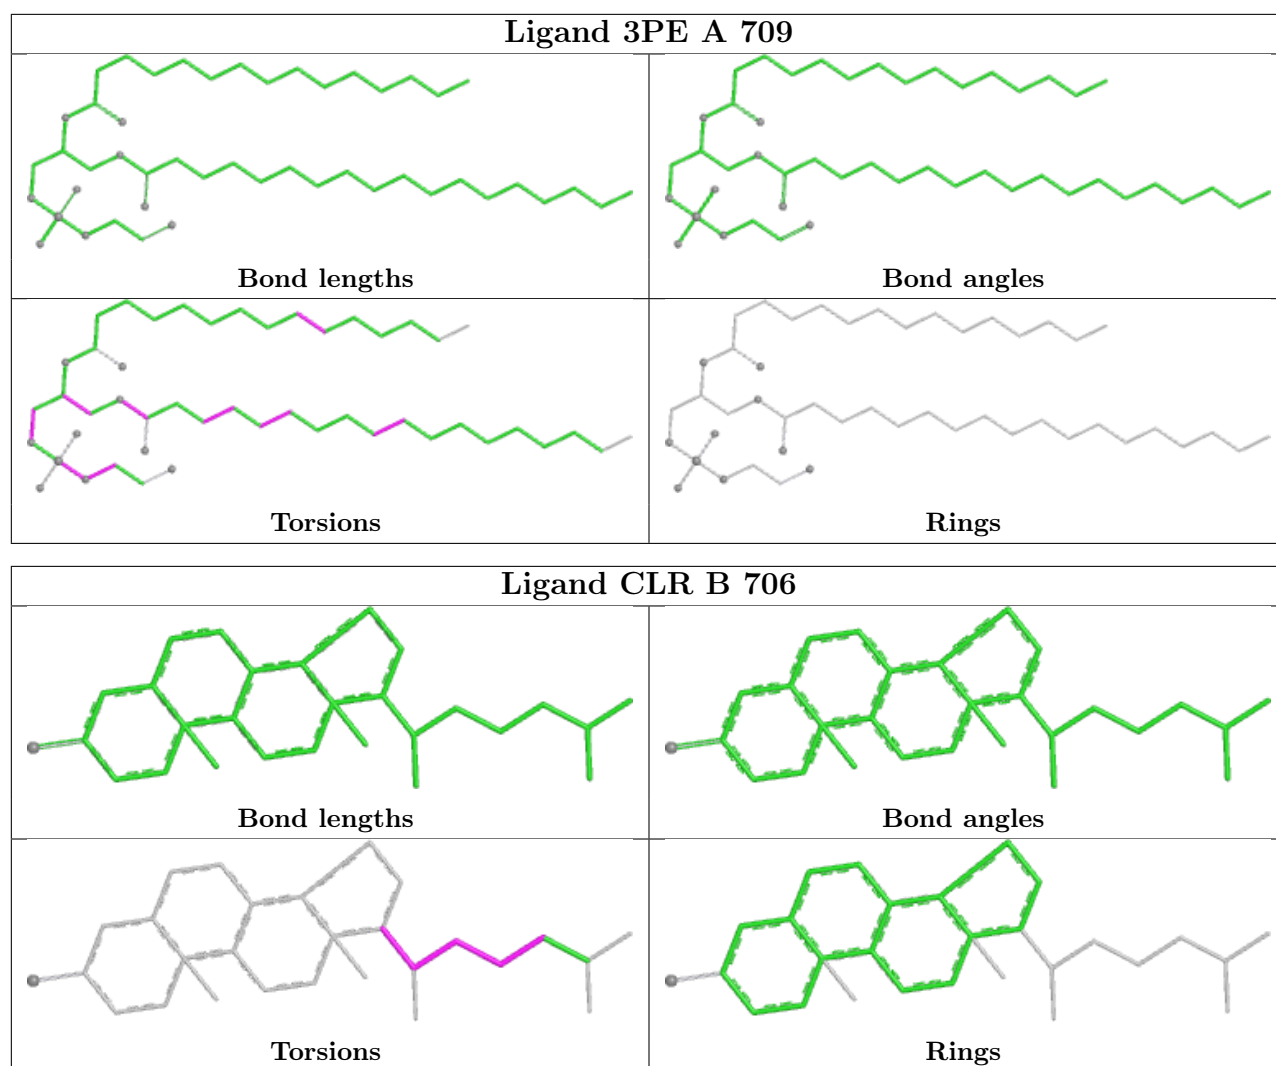 Ligand 3PE A 709
Bond lengths
Bond angles
Torsions
Rings
Ligand CLR B 706
Bond lengths
Bond angles
Torsions
Rings